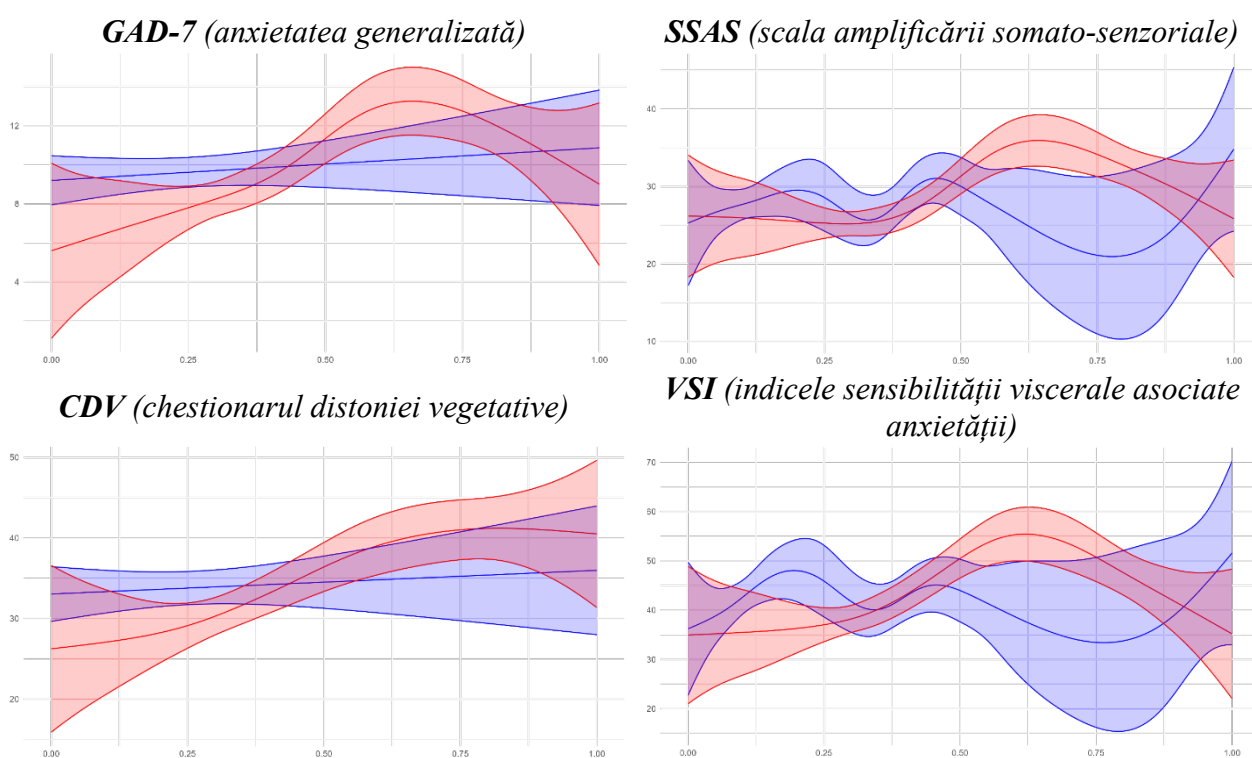 GAD-7 (anxietatea generalizată)
12
8
4
0.00 0.25 0.50 0.75 1.00
SSAS (scala amplificării somato-senzoriale)
40
30
20
10
0.00 0.25 0.50 0.75 1.00
CDV (chestionarul distoniei vegetative)
50
40
30
20
0.00 0.25 0.50 0.75 1.00
VSI (indicele sensibilității viscerale asociate
anxietății)
70
60
50
40
30
20
0.00 0.25 0.50 0.75 1.00